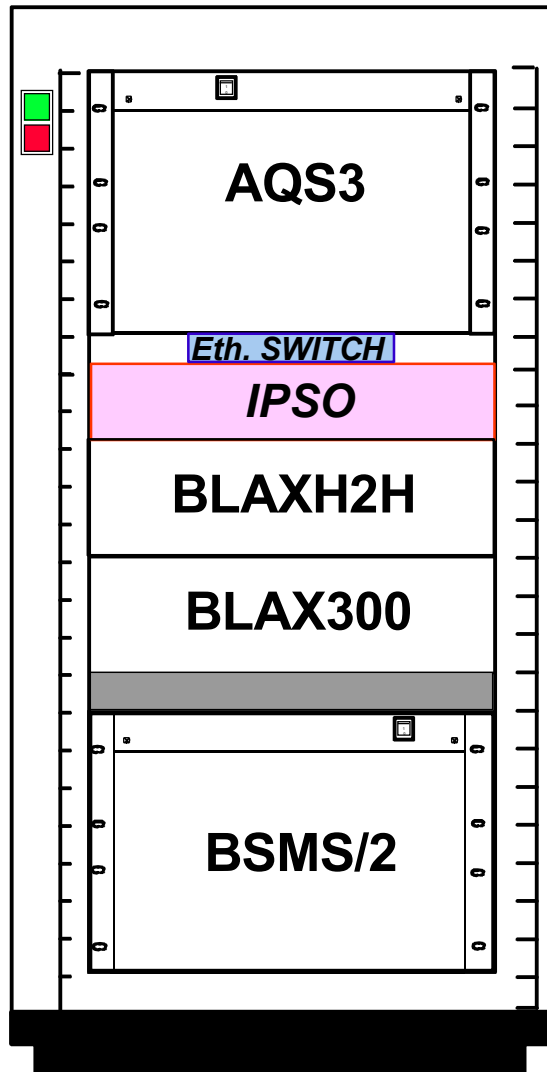 AQS3
Eth. SWITCH
IPSO
BLAXH2H
BLAX300
BSMS/2